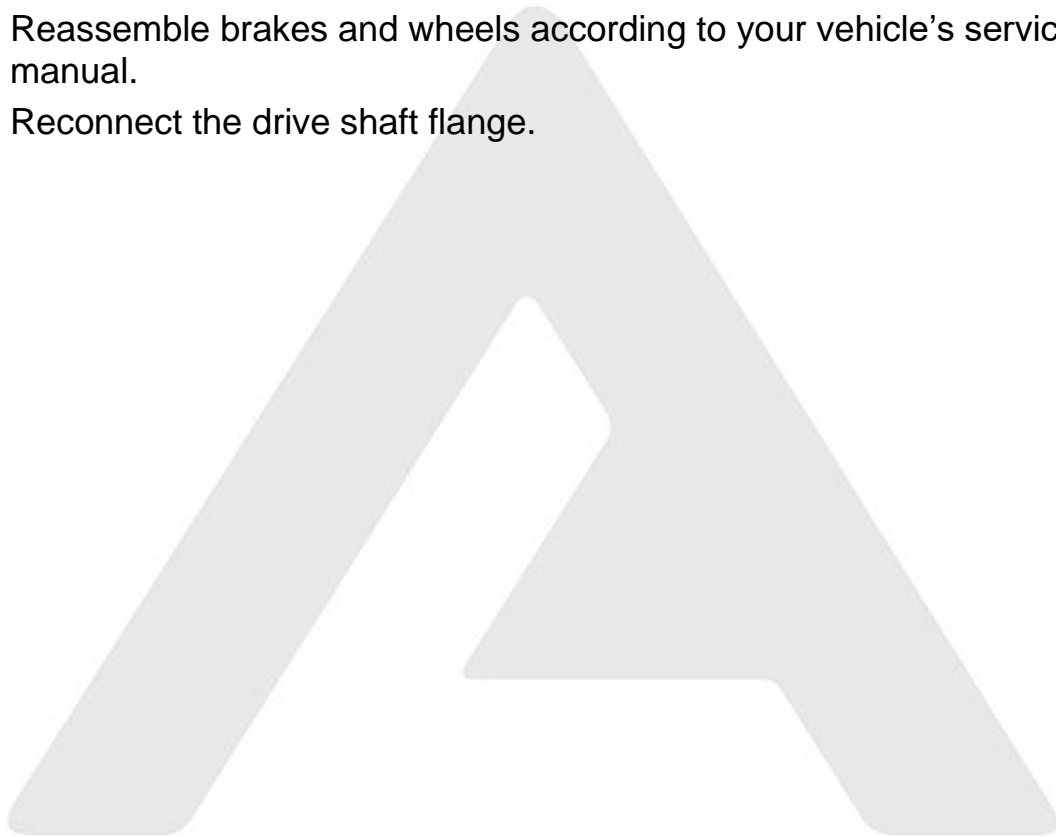 Reassemble brakes and wheels according to your vehicle’s servic
manual.
Reconnect the drive shaft flange.